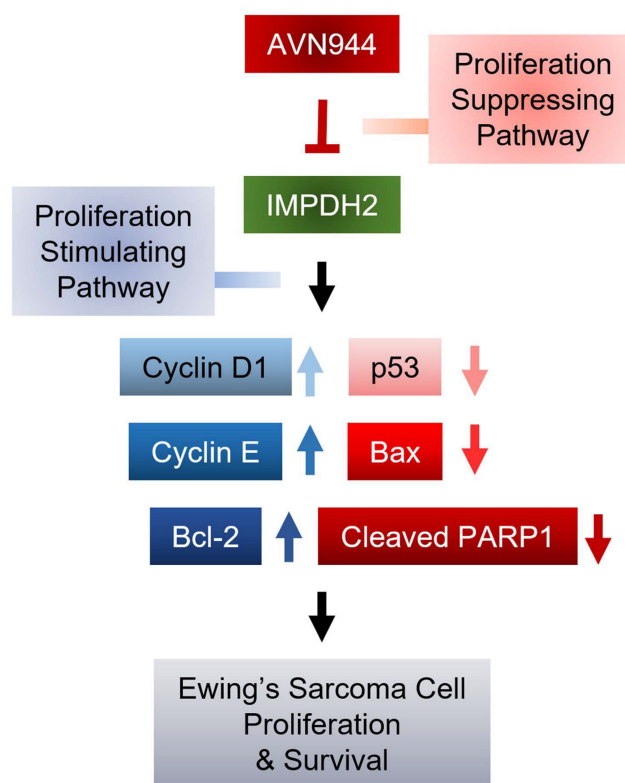 AVN944
Proliferation
Suppressing
Pathway
IMPDH2
Proliferation
Stimulating
Pathway
Cyclin D1
p53
Cyclin E
Bax
Bcl-2
Cleaved PARP1
Ewing’s Sarcoma Cell
Proliferation
& Survival